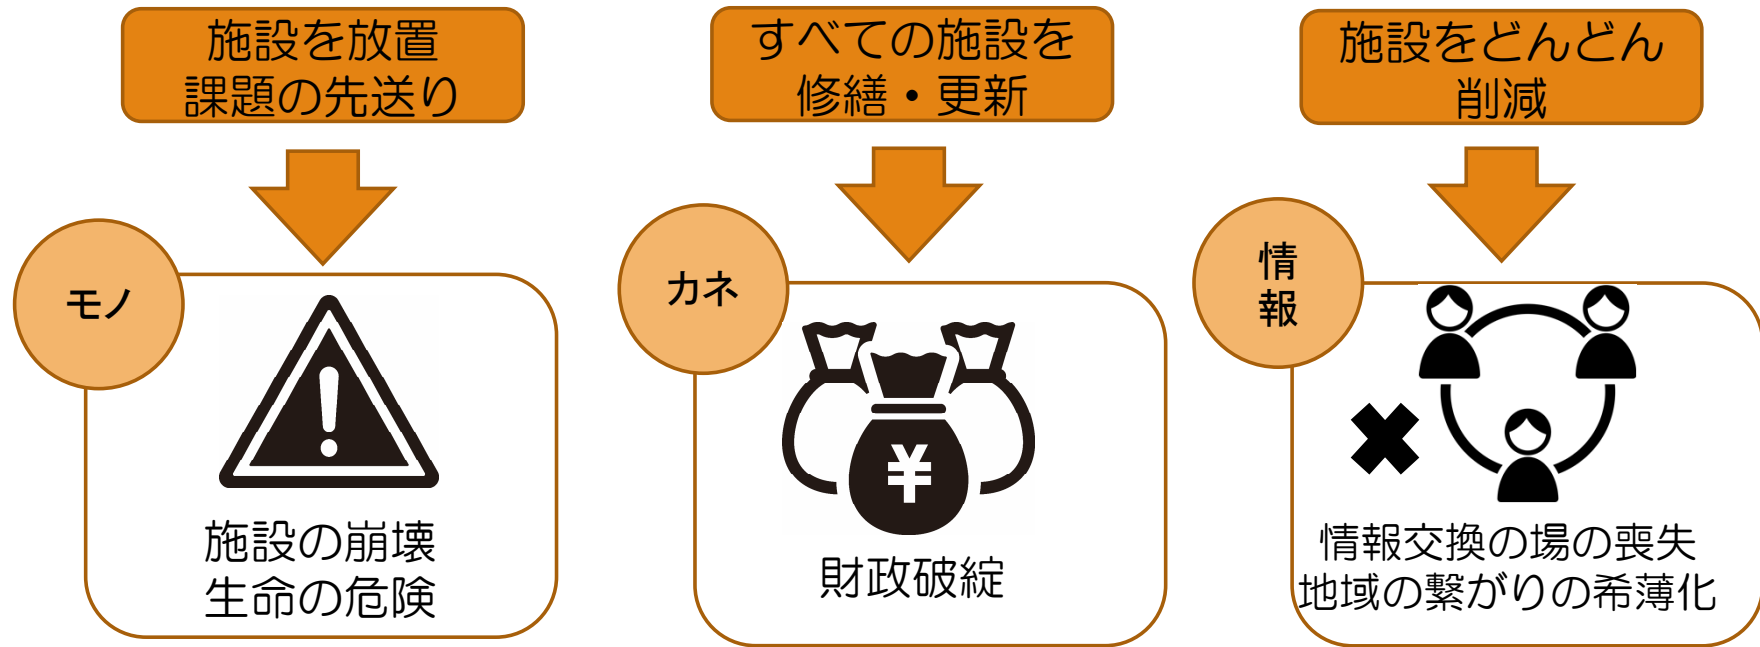 施設を放置
課題の先送り
モノ
施設の崩壊
生命の危険
すべての施設を
修繕・更新
カネ
¥
財政破綻
施設をどんどん
削減
情
報
情報交換の場の喪失
地域の繋がりの希薄化